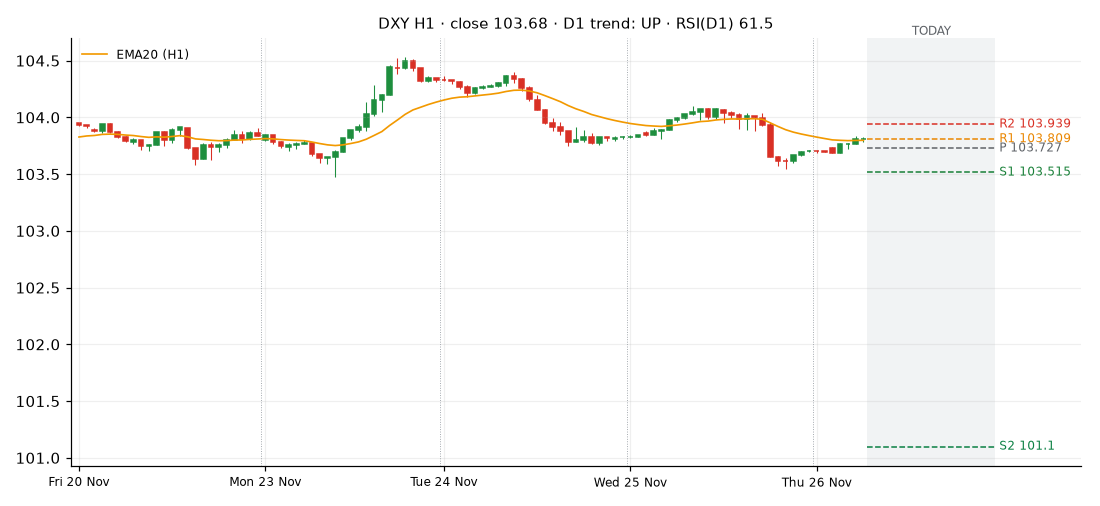 DXY H1 · close 103.68 · D1 trend: UP · RSI(D1) 61.5
TODAY
EMA20 (H1)
104.5
104.0
103.5
103.0
102.5
102.0
101.5
101.0
R2 103.939
R1 103.809
P 103.727
S1 103.515
S2 101.1
Fri 20 Nov
Mon 23 Nov
Tue 24 Nov
Wed 25 Nov
Thu 26 Nov